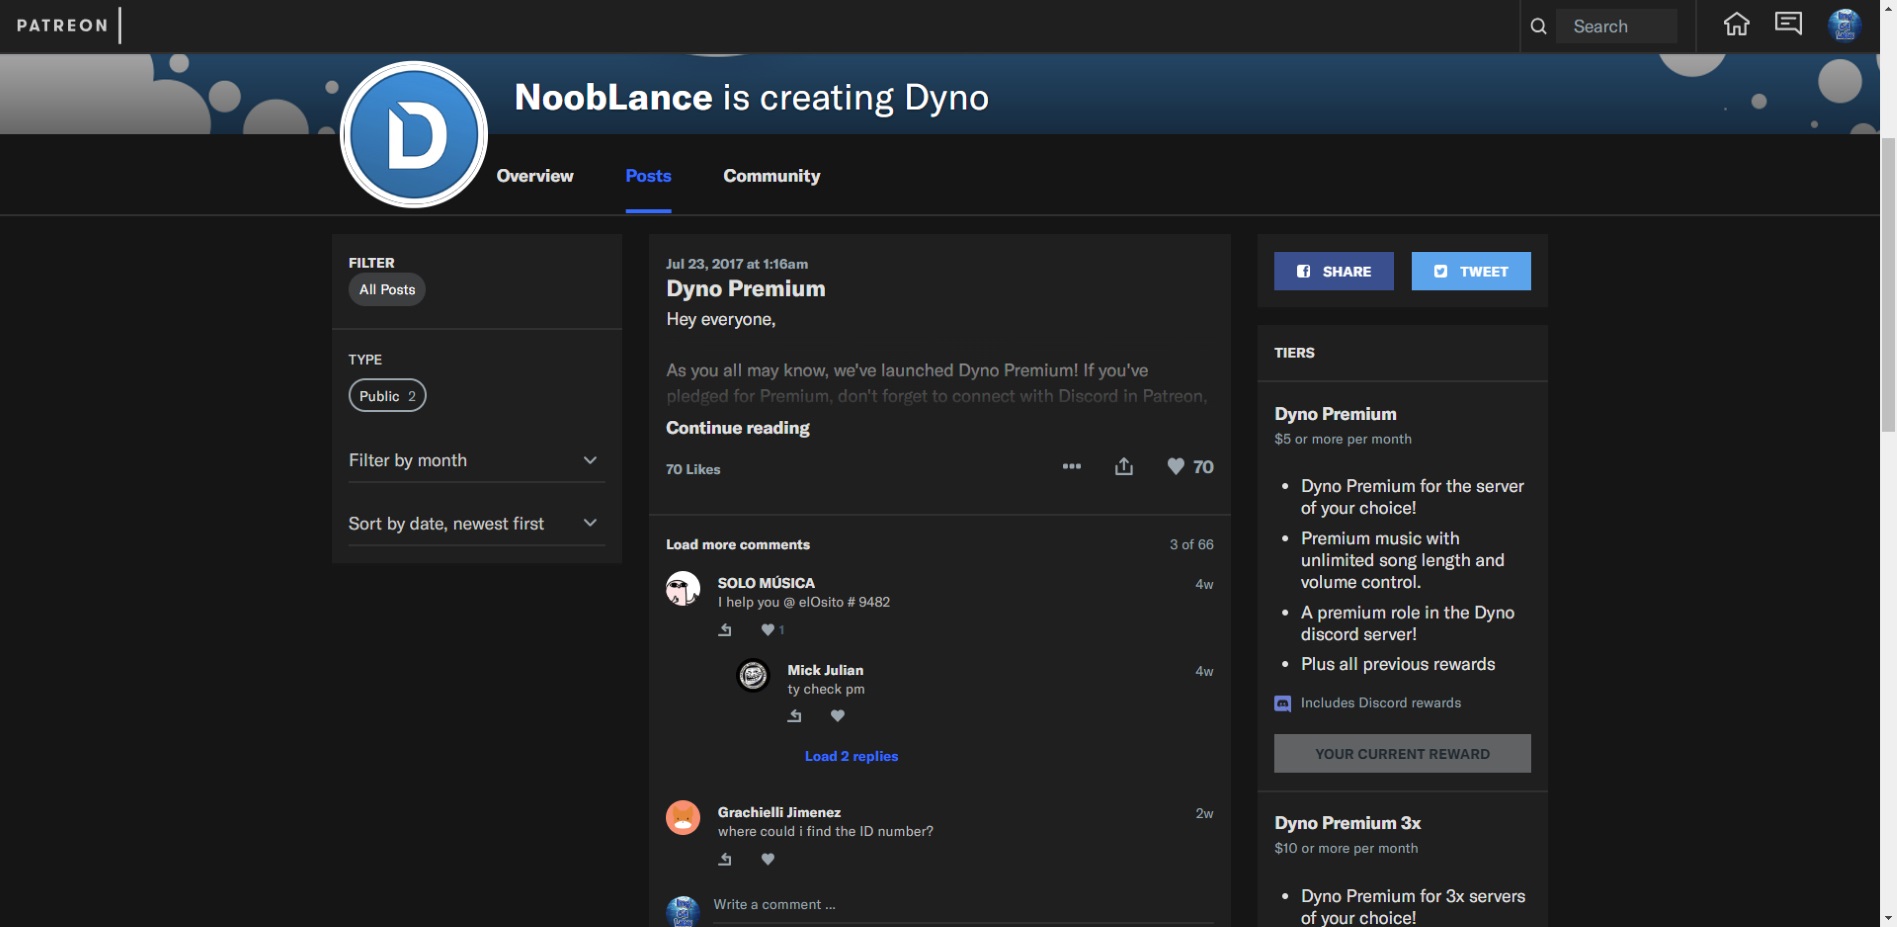 PATREON
Search
NoobLance is creating Dyno
Overview
Posts
Community
FILTER
All Posts
TYPE
Public 2
Filter by month
Sort by date, newest first
Jul 23, 2017 at 1:16am
Dyno Premium
Hey everyone,
As you all may know, we've launched Dyno Premium! If you've
pledged for Premium, don't forget to connect with Discord in Patreon,
Continue reading
70 Likes
70
Load more comments
3 of 66
SOLO MÚSICA
4w
I help you @ elOsito # 9482
1
Mick Julian
4w
ty check pm
Load 2 replies
Grachielli Jimenez
2w
where could i find the ID number?
Write a comment ...
SHARE
TWEET
TIERS
Dyno Premium
$5 or more per month
• Dyno Premium for the server
of your choice!
• Premium music with
unlimited song length and
volume control.
• A premium role in the Dyno
discord server!
• Plus all previous rewards
Includes Discord rewards
YOUR CURRENT REWARD
Dyno Premium 3x
$10 or more per month
• Dyno Premium for 3x servers
of your choice!